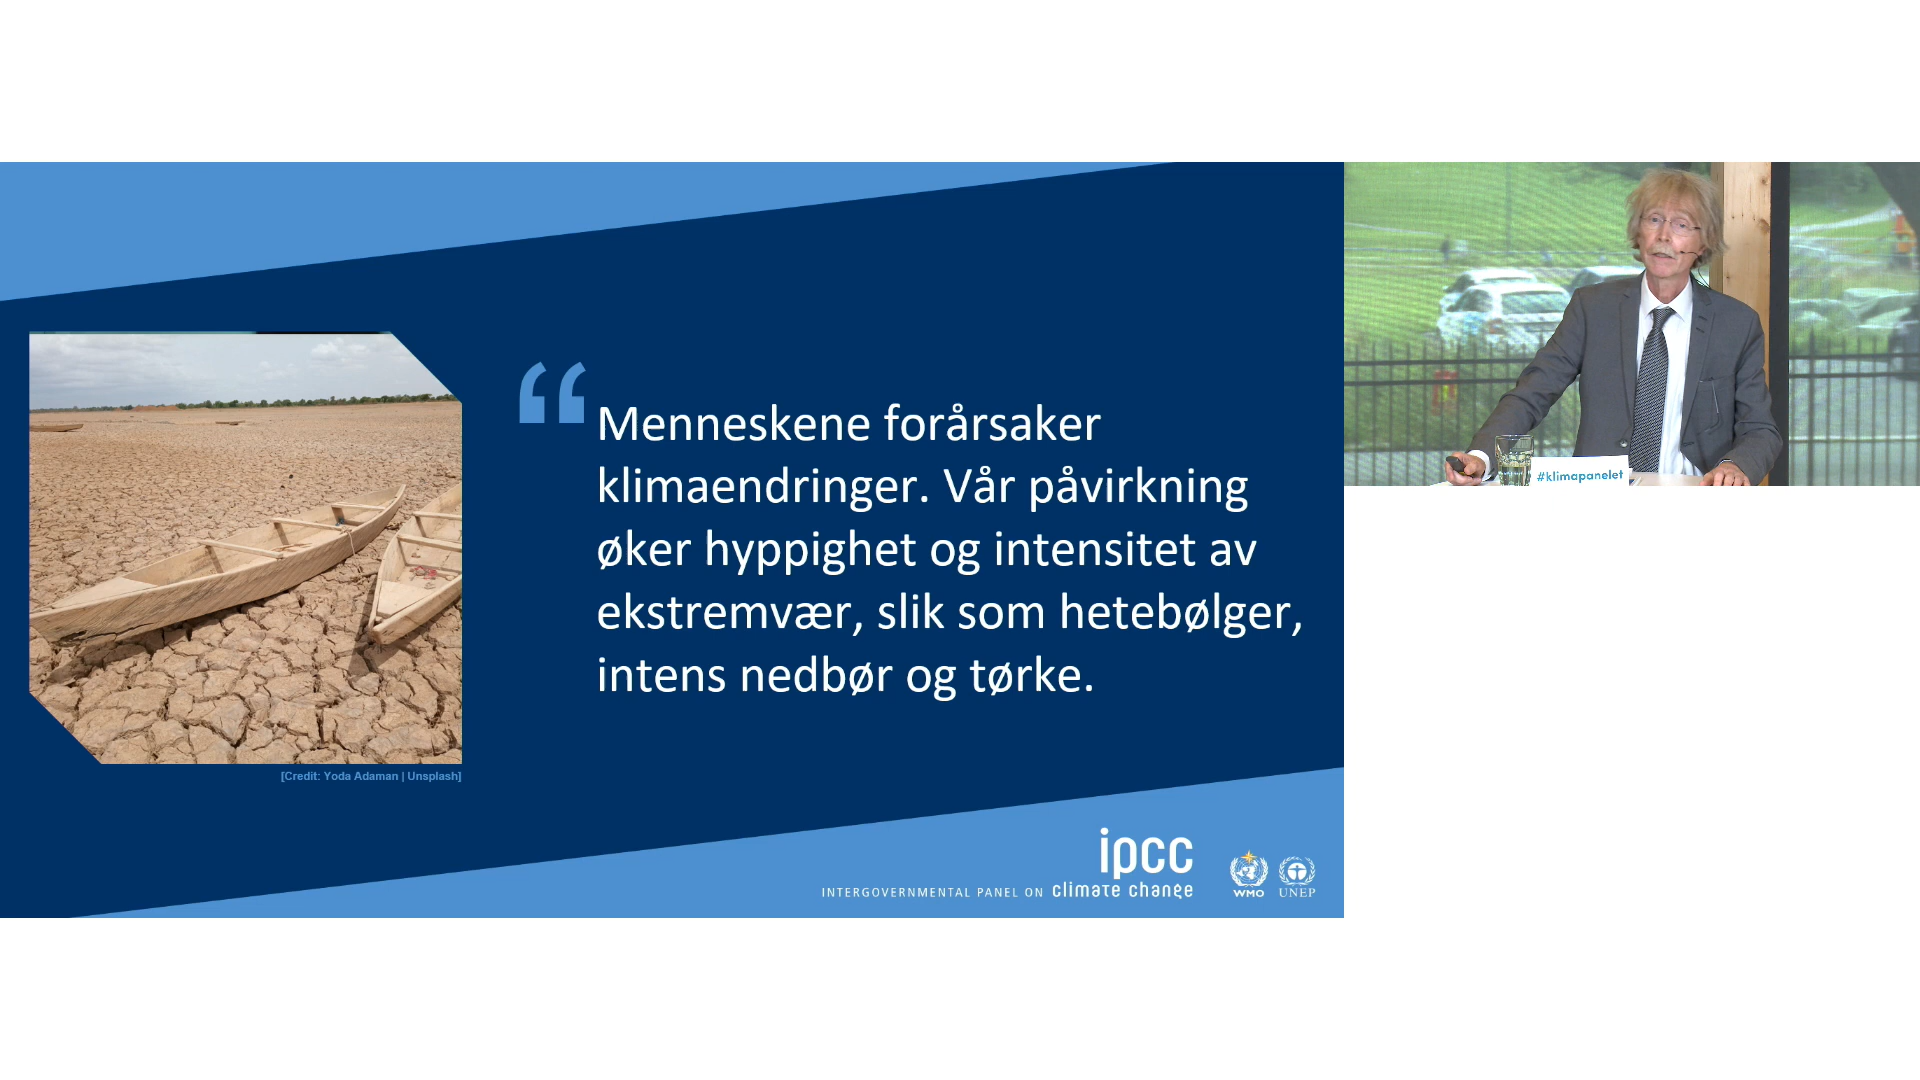 “
Menneskene forårsaker
klimaendringer. Vår påvirkning
øker hyppighet og intensitet av
ekstremvær, slik som hetebølger,
intens nedbør og tørke.
[Credit: Yoda Adaman | Unsplash]
ipcc
INTERGOVERNMENTAL PANEL ON climate change
WMO
UNEP
#klimapanelet